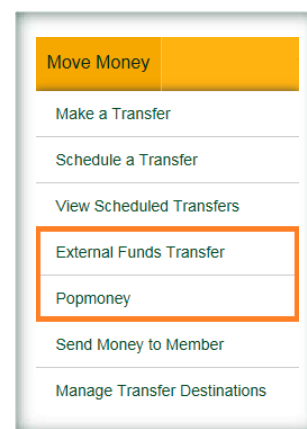 Move Money
Make a Transfer
Schedule a Transfer
View Scheduled Transfers
External Funds Transfer
Popmoney
Send Money to Member
Manage Transfer Destinations